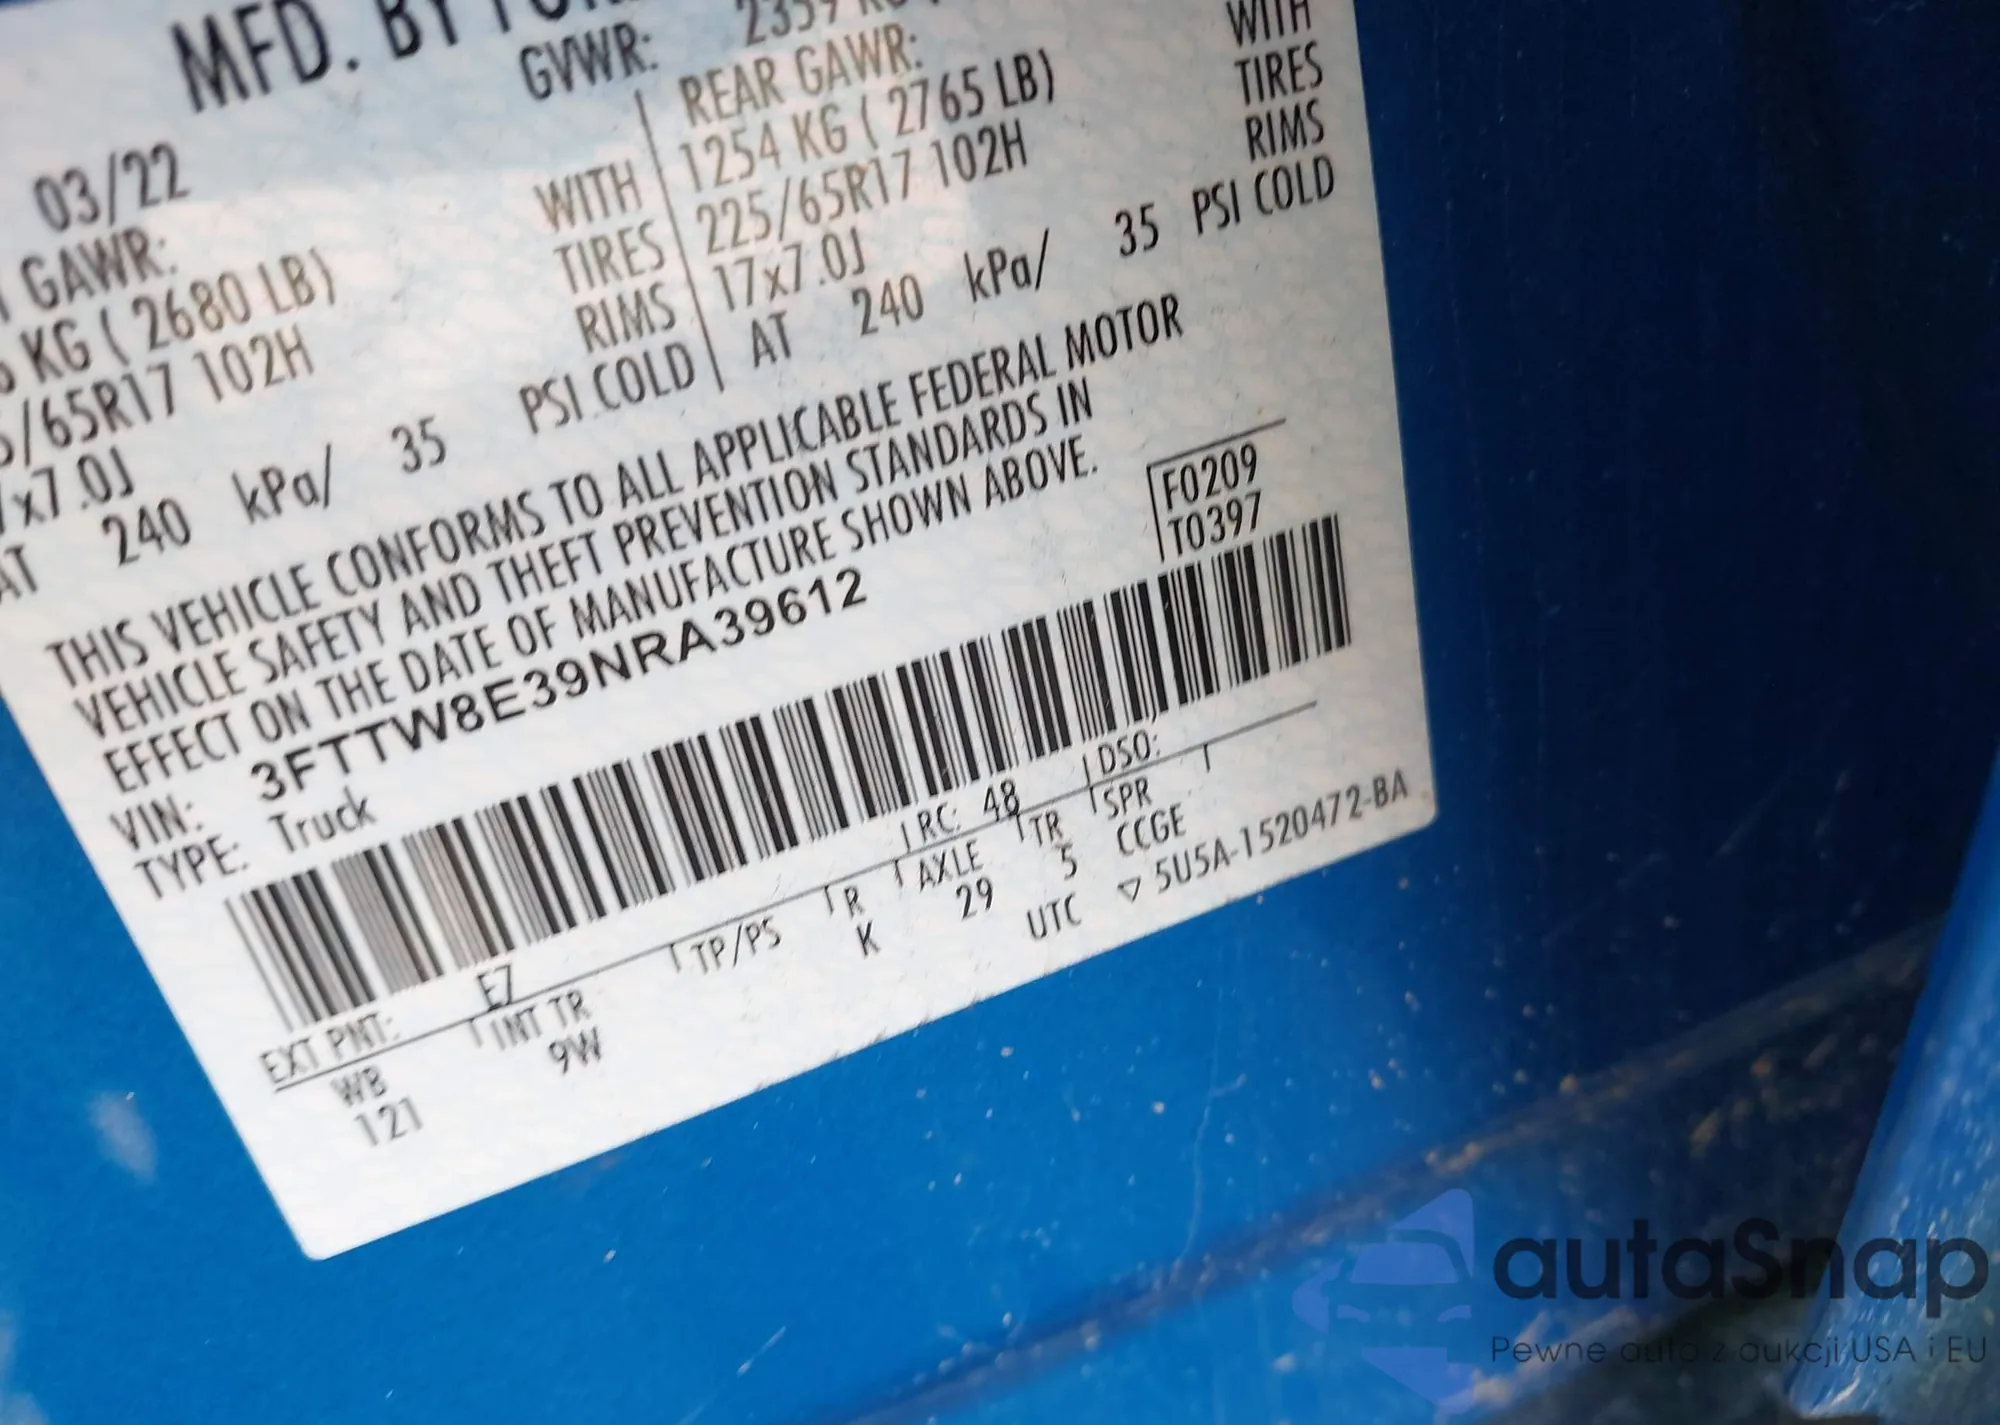 MFD. BY
GVWR: 2359
03/22
GAWR:
KG ( 2680 LB)
/65R17 102H
x7.0J
AT 240 kPa/ 35 PSI COLD
WITH
TIRES
RIMS
REAR GAWR:
1254 KG ( 2765 LB)
225/65R17 102H
17x7.0J
AT 240 kPa/ 35 PSI COLD
WITH
TIRES
RIMS
THIS VEHICLE CONFORMS TO ALL APPLICABLE FEDERAL MOTOR
VEHICLE SAFETY AND THEFT PREVENTION STANDARDS IN
EFFECT ON THE DATE OF MANUFACTURE SHOWN ABOVE.
VIN: 3FTTW8E39NRA39612
TYPE: Truck
F0209
T0397
EXT PNT: E7 RC: 48 DSO:
WB INT TR TP/PS R AXLE TR SPR
121 9W K 29 5 CCGE
UTC ▽ 5U5A-1520472-BA
autaSnap
Pewne auta z aukcji USA i EU